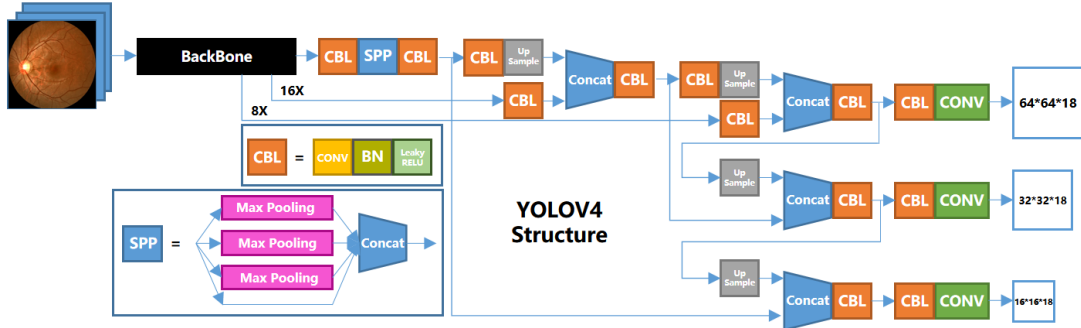 BackBone
CBL
SPP
CBL
CBL
Up
Sample
Concat
CBL
CBL
Up
Sample
Concat
CBL
CBL
CONV
64*64*18
16X
CBL
8X
CBL
CBL
=
CONV
BN
Leaky
RELU
Up
Sample
Concat
CBL
CBL
CONV
32*32*18
SPP
=
Max Pooling
Max Pooling
Max Pooling
Concat
YOLOV4
Structure
Up
Sample
Concat
CBL
CBL
CONV
16*16*18